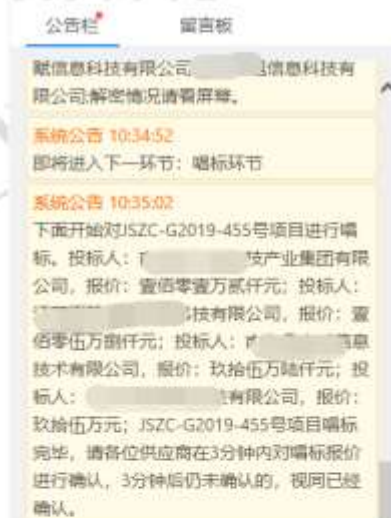 公告栏 留言板
赋信息科技有限公司 信息科技有
限公司;解密情况请看屏幕。
系统公告 10:34:52
即将进入下一环节：唱标环节
系统公告 10:35:02
下面开始对JSZC-G2019-455号项目进行唱
标。投标人： 技产业集团有限
公司，报价：壹佰零壹万贰仟元；投标人：
科技有限公司，报价：壹
佰零伍万捌仟元；投标人： 信息
技术有限公司，报价：玖拾伍万陆仟元；投
标人： 有限公司，报价：
玖拾伍万元；JSZC-G2019-455号项目唱标
完毕，请各位供应商在3分钟内对唱标报价
进行确认，3分钟后仍未确认的，视同已经
确认。